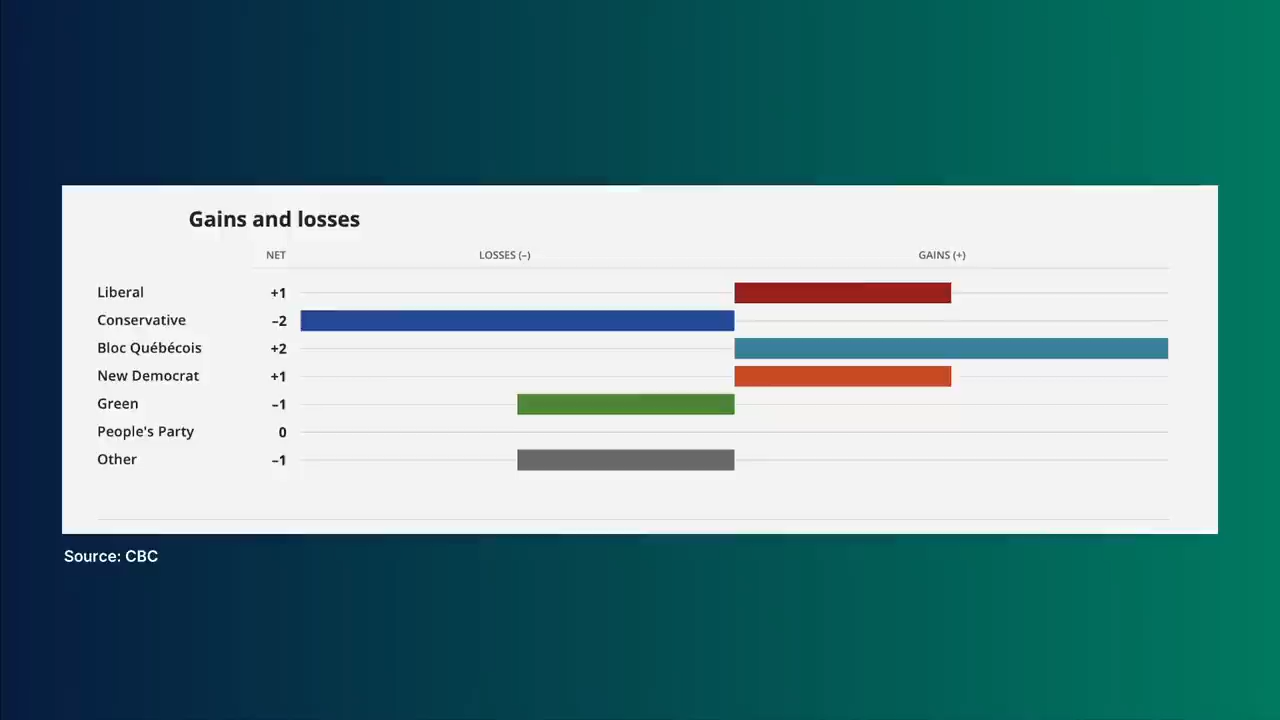 Gains and losses
NET LOSSES (–) GAINS (+)
Liberal +1
Conservative –2
Bloc Québécois +2
New Democrat +1
Green –1
People's Party 0
Other –1
Source: CBC